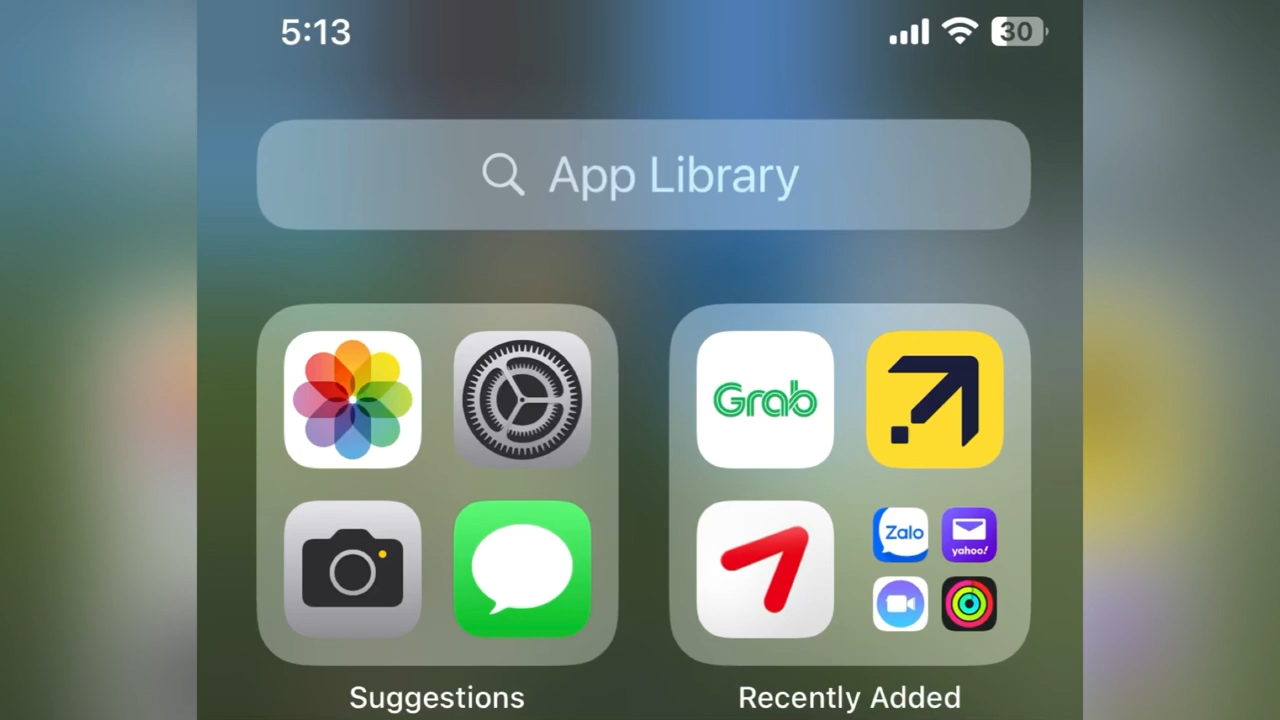 5:13
30
App Library
Grab
Zalo
yahoo!
Suggestions
Recently Added